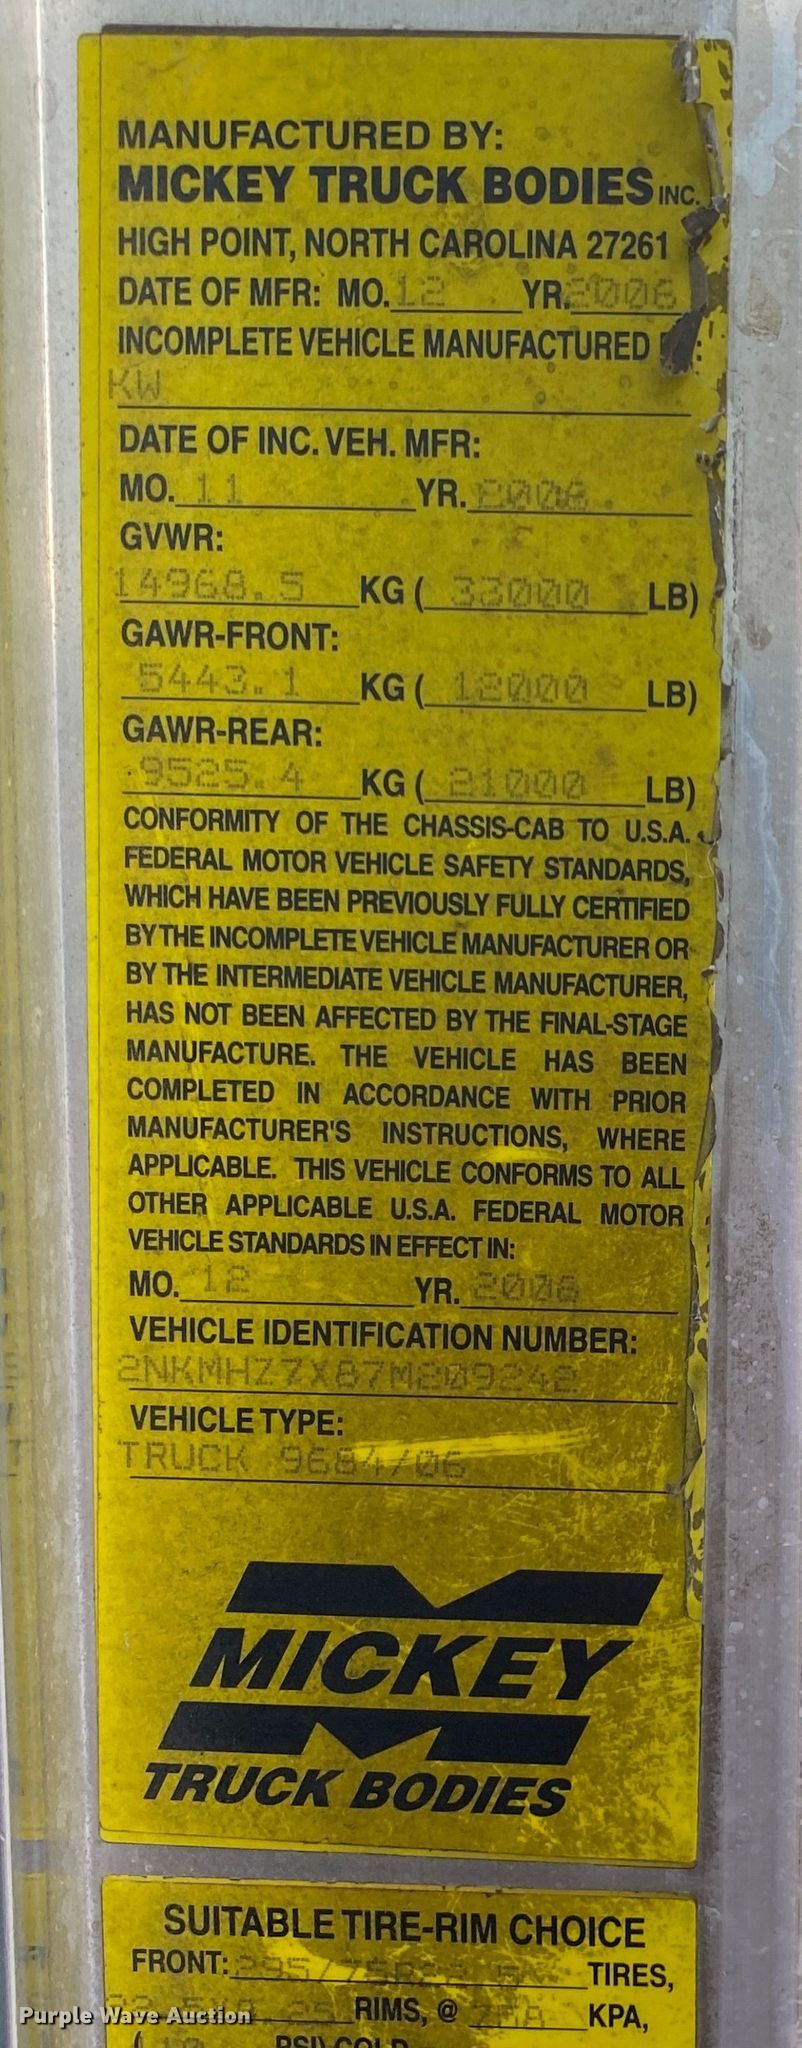 MANUFACTURED BY:
MICKEY TRUCK BODIES INC.
HIGH POINT, NORTH CAROLINA 27261
DATE OF MFR: MO. 12 YR. 2006
INCOMPLETE VEHICLE MANUFACTURED
KW
DATE OF INC. VEH. MFR:
MO. 11 YR. 2006
GVWR:
14968.5 KG ( 33000 LB)
GAWR-FRONT:
5443.1 KG ( 12000 LB)
GAWR-REAR:
9525.4 KG ( 21000 LB)
CONFORMITY OF THE CHASSIS-CAB TO U.S.A.
FEDERAL MOTOR VEHICLE SAFETY STANDARDS,
WHICH HAVE BEEN PREVIOUSLY FULLY CERTIFIED
BY THE INCOMPLETE VEHICLE MANUFACTURER OR
BY THE INTERMEDIATE VEHICLE MANUFACTURER,
HAS NOT BEEN AFFECTED BY THE FINAL-STAGE
MANUFACTURE. THE VEHICLE HAS BEEN
COMPLETED IN ACCORDANCE WITH PRIOR
MANUFACTURER'S INSTRUCTIONS, WHERE
APPLICABLE. THIS VEHICLE CONFORMS TO ALL
OTHER APPLICABLE U.S.A. FEDERAL MOTOR
VEHICLE STANDARDS IN EFFECT IN:
MO. 12 YR. 2006
VEHICLE IDENTIFICATION NUMBER:
2NKMHZ7X87M209242
VEHICLE TYPE:
TRUCK 9684/06
MICKEY
TRUCK BODIES
SUITABLE TIRE-RIM CHOICE
FRONT: 295/75R22.5 TIRES,
RIMS, @ KPA,
PSI) COLD
Purple Wave Auction